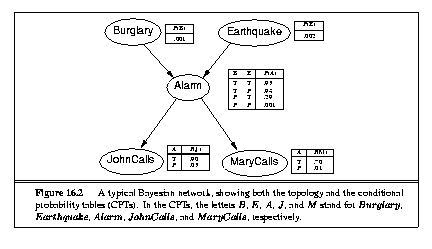 Burglary
P(B)
.001
Earthquake
P(E)
.002
Alarm
B E P(A)
T T .95
T F .94
F T .29
F F .001
JohnCalls
A P(J)
T .90
F .05
MaryCalls
A P(M)
T .70
F .01
Figure 16.2 A typical Bayesian network, showing both the topology and the conditional
probability tables (CPTs). In the CPTs, the letters B, E, A, J, and M stand for Burglary,
Earthquake, Alarm, JohnCalls, and MaryCalls, respectively.